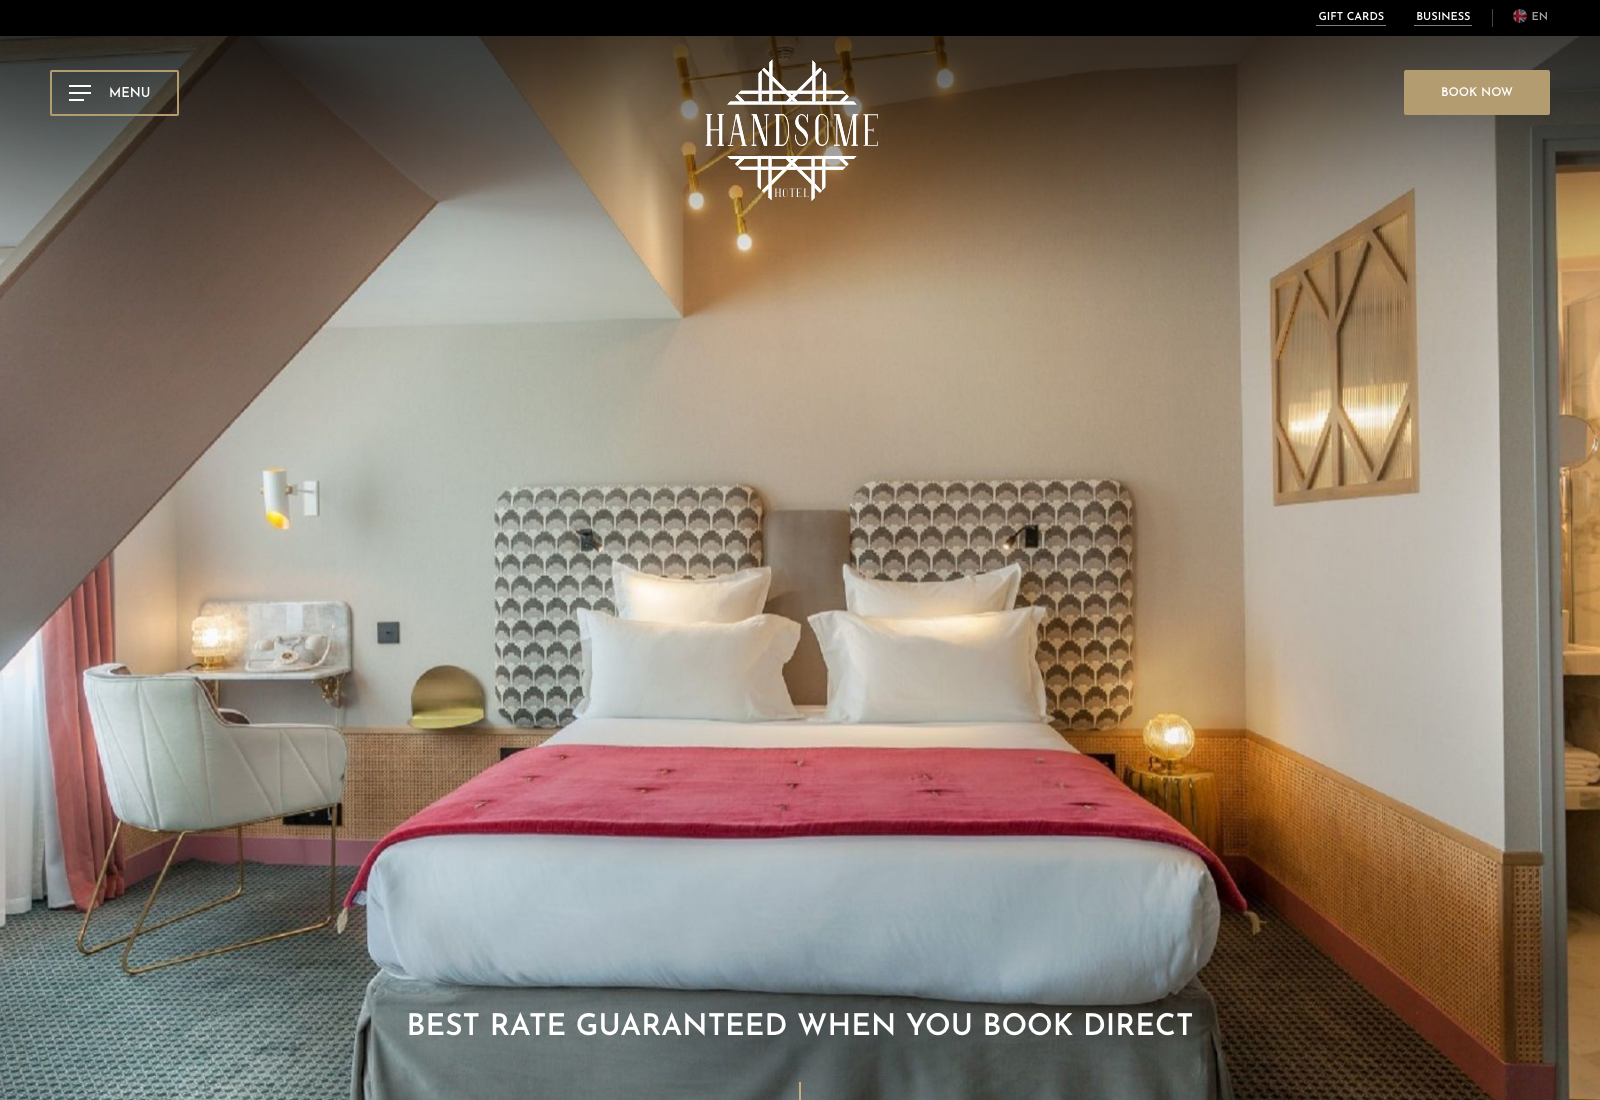 GIFT CARDS
BUSINESS
EN
MENU
HANDSOME
HOTEL
BOOK NOW
BEST RATE GUARANTEED WHEN YOU BOOK DIRECT